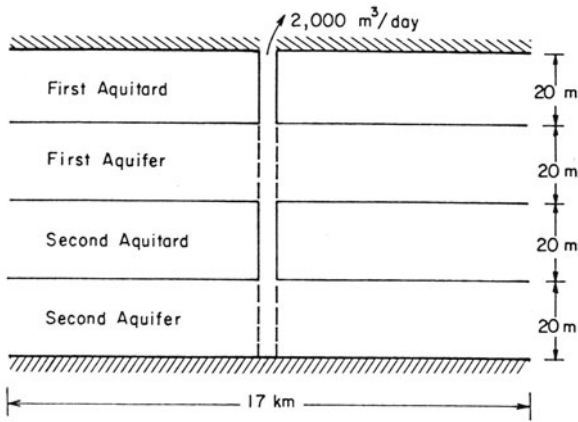 2,000 m³/day
First Aquitard
20 m
First Aquifer
20 m
Second Aquitard
20 m
Second Aquifer
20 m
17 km